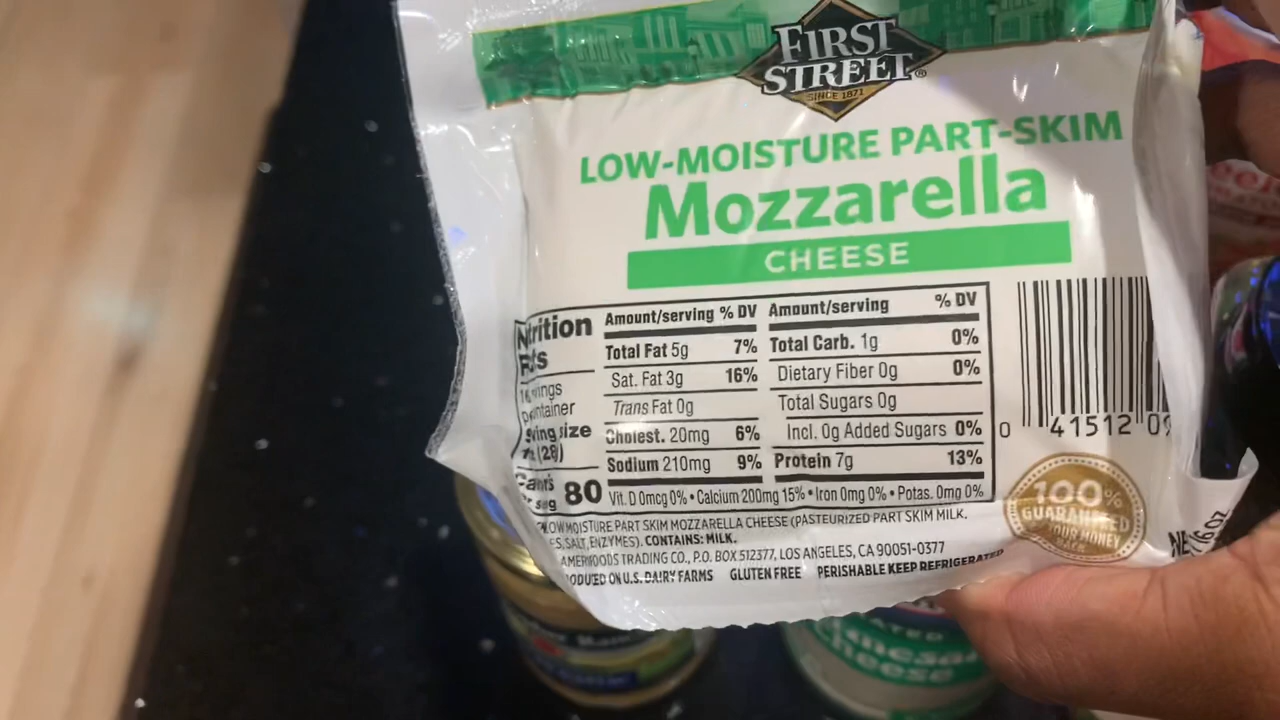 FIRST
STREET®
SINCE 1871
LOW-MOISTURE PART-SKIM
Mozzarella
CHEESE
Amount/serving % DV
Total Fat 5g 7%
Sat. Fat 3g 16%
Trans Fat 0g
Cholest. 20mg 6%
Sodium 210mg 9%
Amount/serving % DV
Total Carb. 1g 0%
Dietary Fiber 0g 0%
Total Sugars 0g
Incl. 0g Added Sugars 0%
Protein 7g 13%
size
80
Vit. D 0mcg 0% • Calcium 200mg 15% • Iron 0mg 0% • Potas. 0mg 0%
MOISTURE PART SKIM MOZZARELLA CHEESE (PASTEURIZED PART SKIM MILK,
SALT, ENZYMES). CONTAINS: MILK.
AMERIFOODS TRADING CO., P.O. BOX 512377, LOS ANGELES, CA 90051-0377
ON U.S. DAIRY FARMS GLUTEN FREE PERISHABLE KEEP REFRIGERATED
0 41512
100%
GUARANTEED
YOUR MONEY